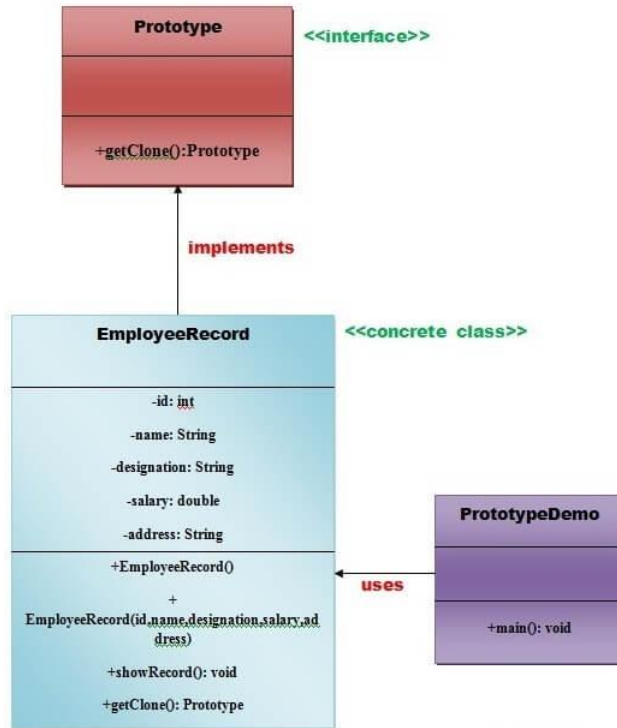 Prototype
<<interface>>
+getClone():Prototype
implements
EmployeeRecord
<<concrete class>>
-id: int
-name: String
-designation: String
-salary: double
-address: String
+EmployeeRecord()
+
EmployeeRecord(id,name,designation,salary,ad
dress)
+showRecord(): void
+getClone(): Prototype
uses
PrototypeDemo
+main(): void